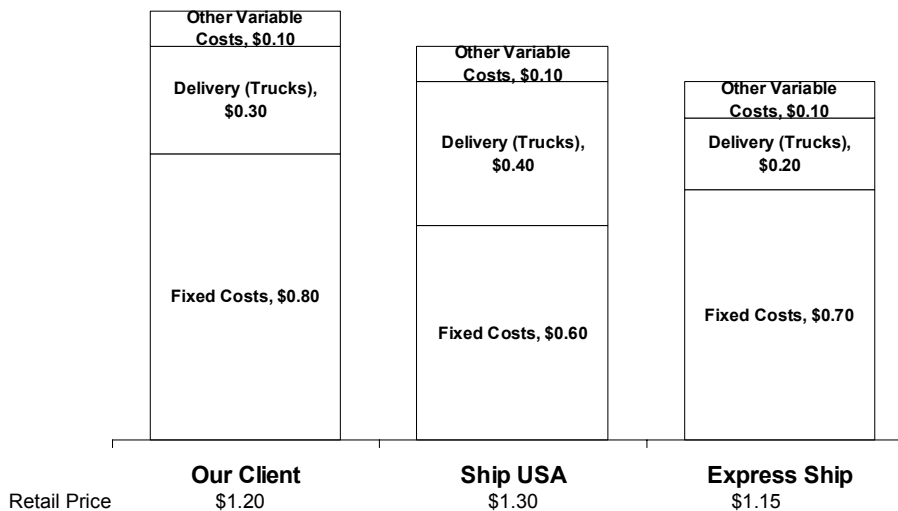 Other Variable
Costs, $0.10
Delivery (Trucks),
$0.30
Fixed Costs, $0.80
Other Variable
Costs, $0.10
Delivery (Trucks),
$0.40
Fixed Costs, $0.60
Other Variable
Costs, $0.10
Delivery (Trucks),
$0.20
Fixed Costs, $0.70
Our Client Ship USA Express Ship
Retail Price $1.20 $1.30 $1.15